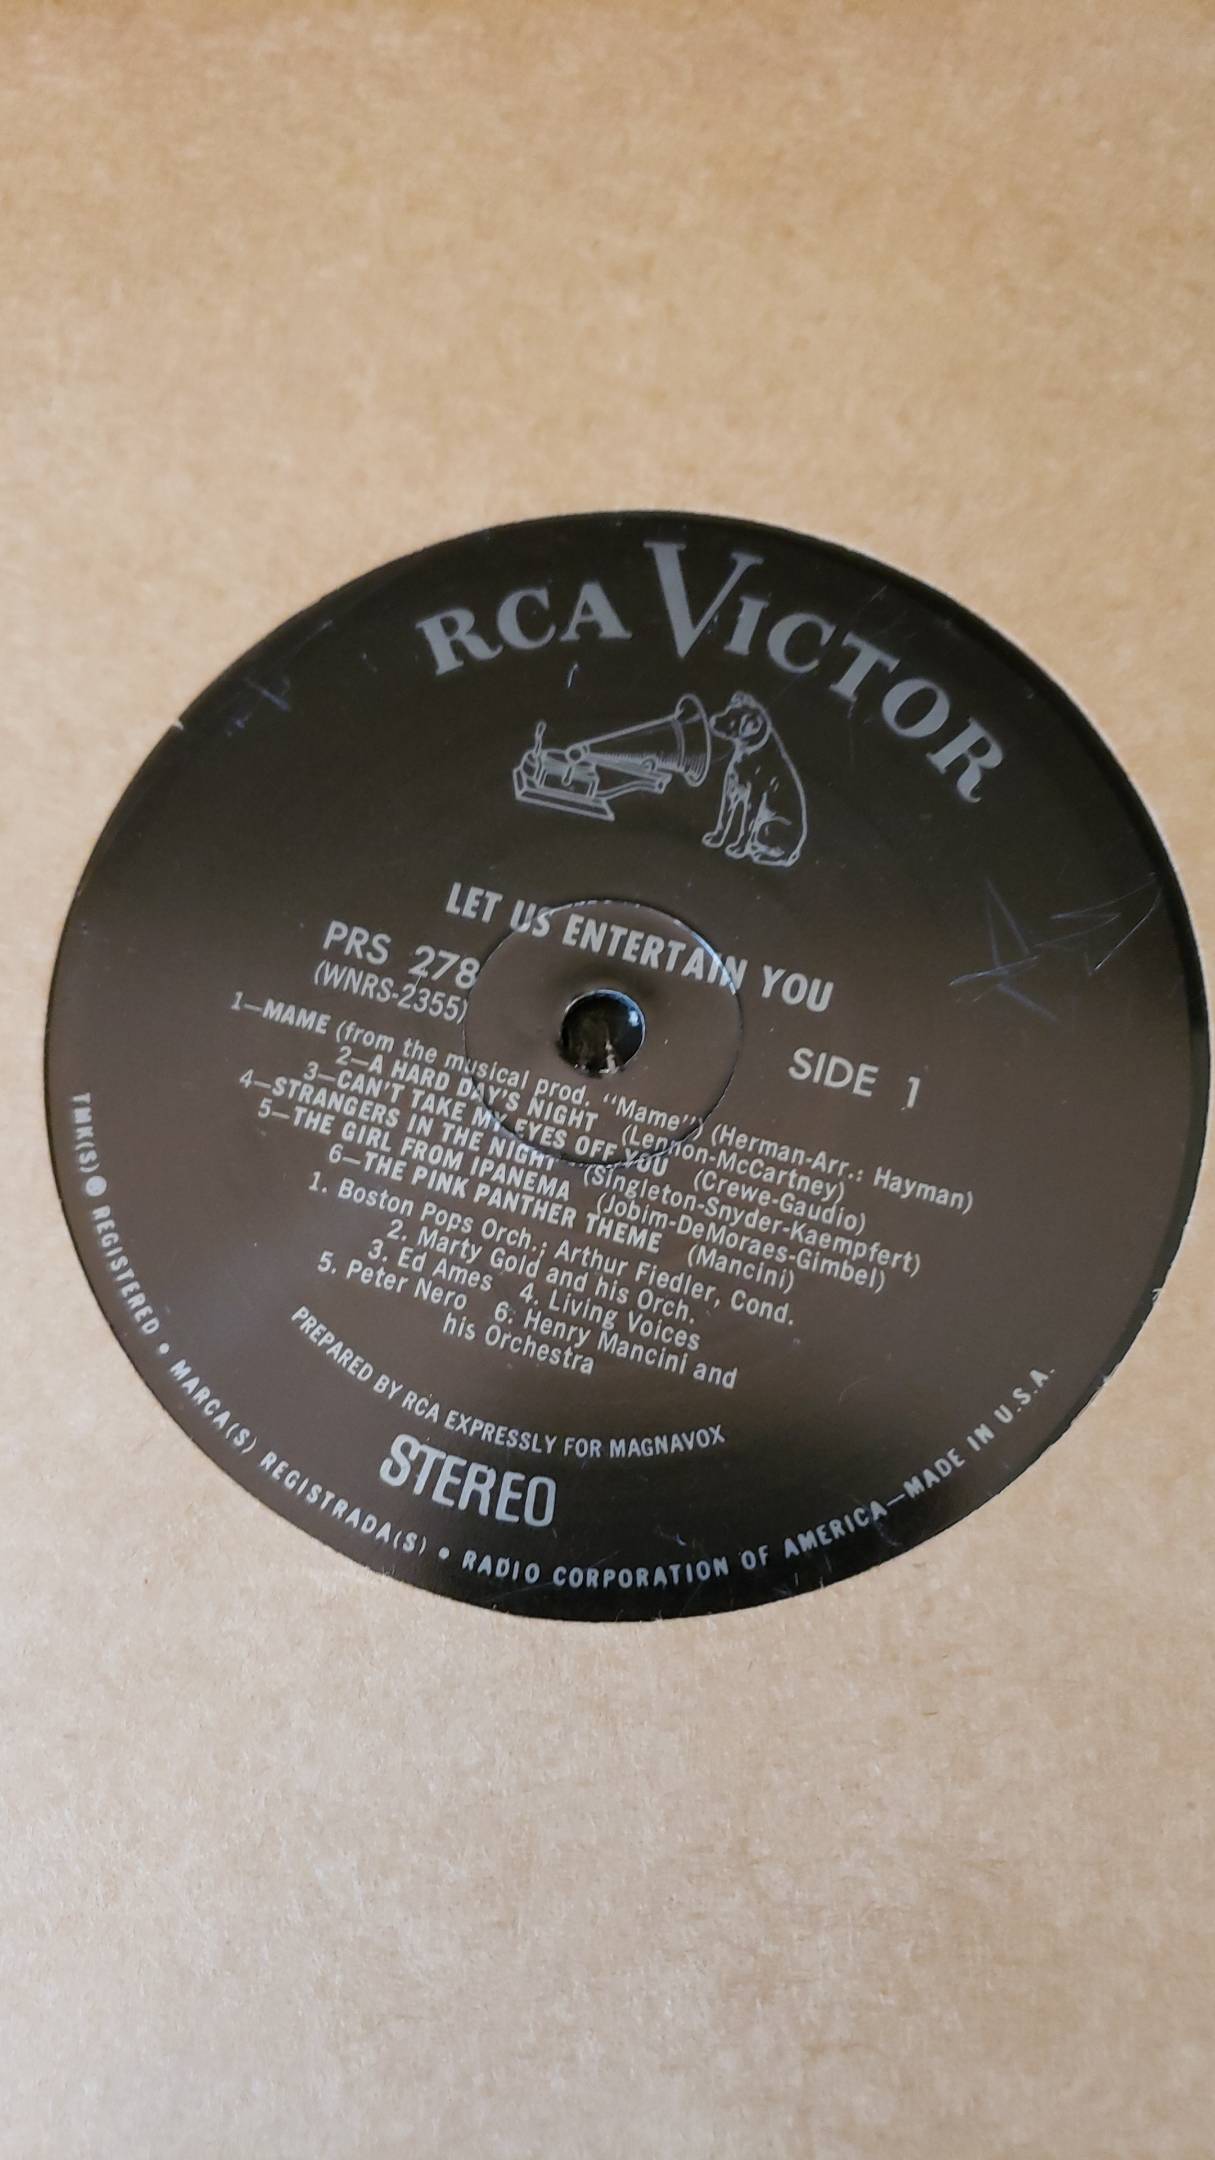 RCA VICTOR
LET US ENTERTAIN YOU
PRS 278
(WNRS-2355)
SIDE 1
1—MAME (from the musical prod. "Mame") (Herman-Arr.: Hayman)
2—A HARD DAY'S NIGHT (Lennon-McCartney)
3—CAN'T TAKE MY EYES OFF YOU (Crewe-Gaudio)
4—STRANGERS IN THE NIGHT (Singleton-Snyder-Kaempfert)
5—THE GIRL FROM IPANEMA (Jobim-DeMoraes-Gimbel)
6—THE PINK PANTHER THEME (Mancini)
1. Boston Pops Orch.; Arthur Fiedler, Cond.
2. Marty Gold and his Orch.
3. Ed Ames 4. Living Voices
5. Peter Nero 6. Henry Mancini and
his Orchestra
PREPARED BY RCA EXPRESSLY FOR MAGNAVOX
STEREO
TMK(S) ® REGISTERED • MARCA(S) REGISTRADA(S) • RADIO CORPORATION OF AMERICA—MADE IN U.S.A.